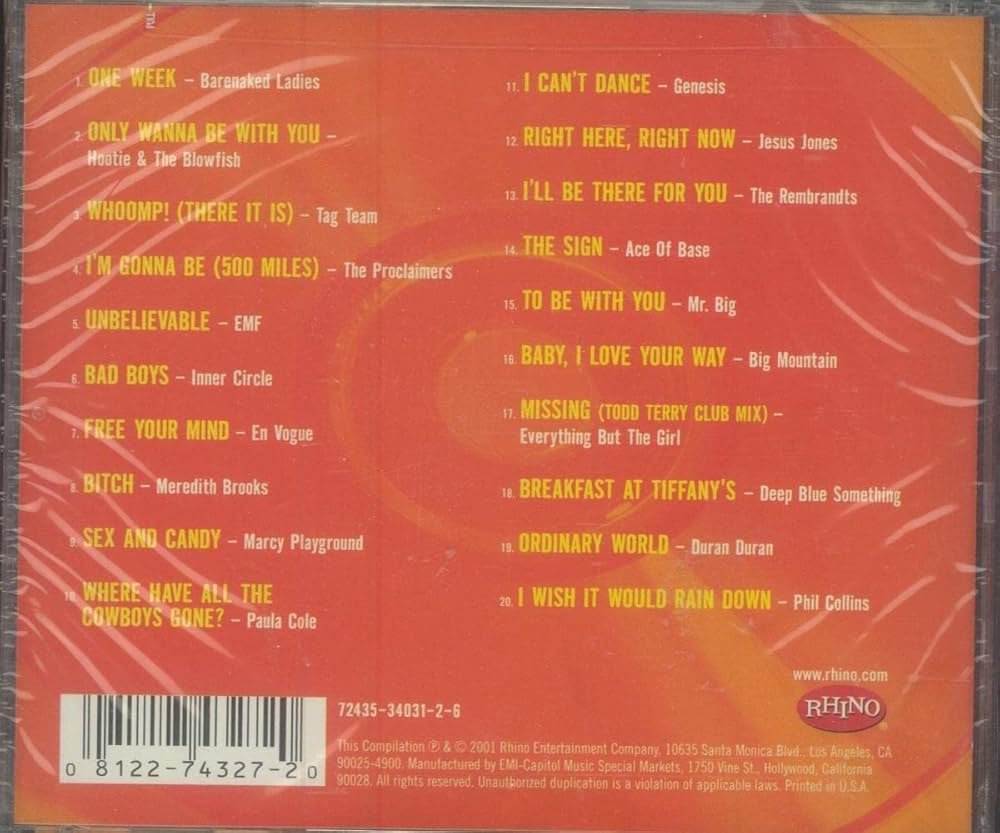 PULL
1. ONE WEEK – Barenaked Ladies
2. ONLY WANNA BE WITH YOU –
Hootie & The Blowfish
3. WHOOMP! (THERE IT IS) – Tag Team
4. I'M GONNA BE (500 MILES) – The Proclaimers
5. UNBELIEVABLE – EMF
6. BAD BOYS – Inner Circle
7. FREE YOUR MIND – En Vogue
8. BITCH – Meredith Brooks
9. SEX AND CANDY – Marcy Playground
10. WHERE HAVE ALL THE
COWBOYS GONE? – Paula Cole
11. I CAN'T DANCE – Genesis
12. RIGHT HERE, RIGHT NOW – Jesus Jones
13. I'LL BE THERE FOR YOU – The Rembrandts
14. THE SIGN – Ace Of Base
15. TO BE WITH YOU – Mr. Big
16. BABY, I LOVE YOUR WAY – Big Mountain
17. MISSING (TODD TERRY CLUB MIX) –
Everything But The Girl
18. BREAKFAST AT TIFFANY'S – Deep Blue Something
19. ORDINARY WORLD – Duran Duran
20. I WISH IT WOULD RAIN DOWN – Phil Collins
www.rhino.com
RHINO®
0 8122-74327-2 0
72435-34031-2-6
This Compilation ℗ & © 2001 Rhino Entertainment Company, 10635 Santa Monica Blvd., Los Angeles, CA
90025-4900. Manufactured by EMI-Capitol Music Special Markets, 1750 Vine St., Hollywood, California
90028. All rights reserved. Unauthorized duplication is a violation of applicable laws. Printed in U.S.A.